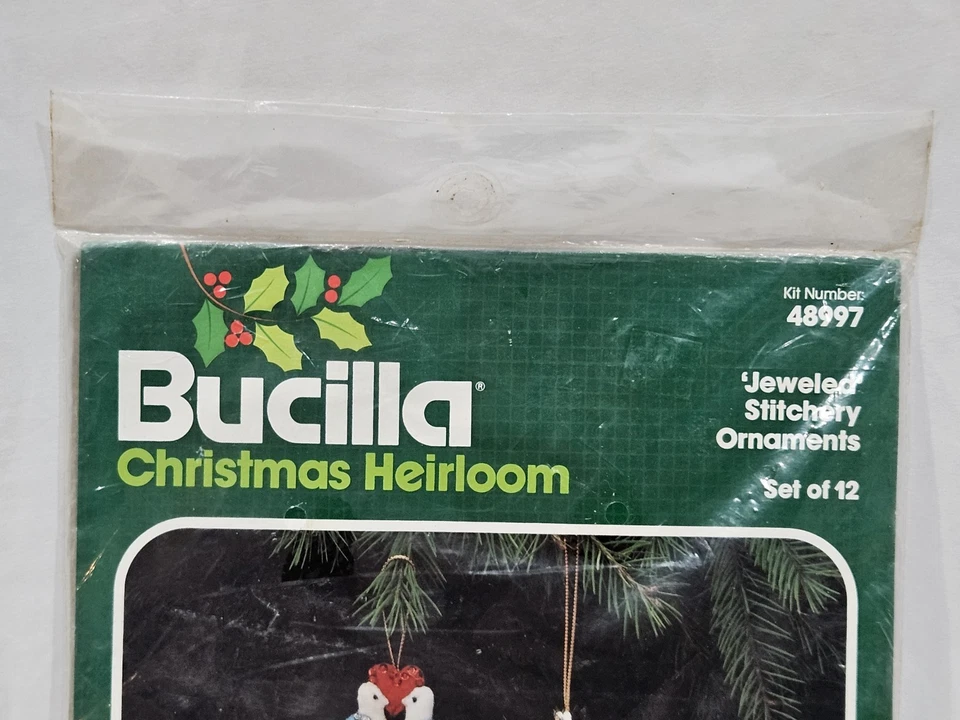 Bucilla®
Christmas Heirloom
Kit Number:
48997
'Jeweled'
Stitchery
Ornaments
Set of 12